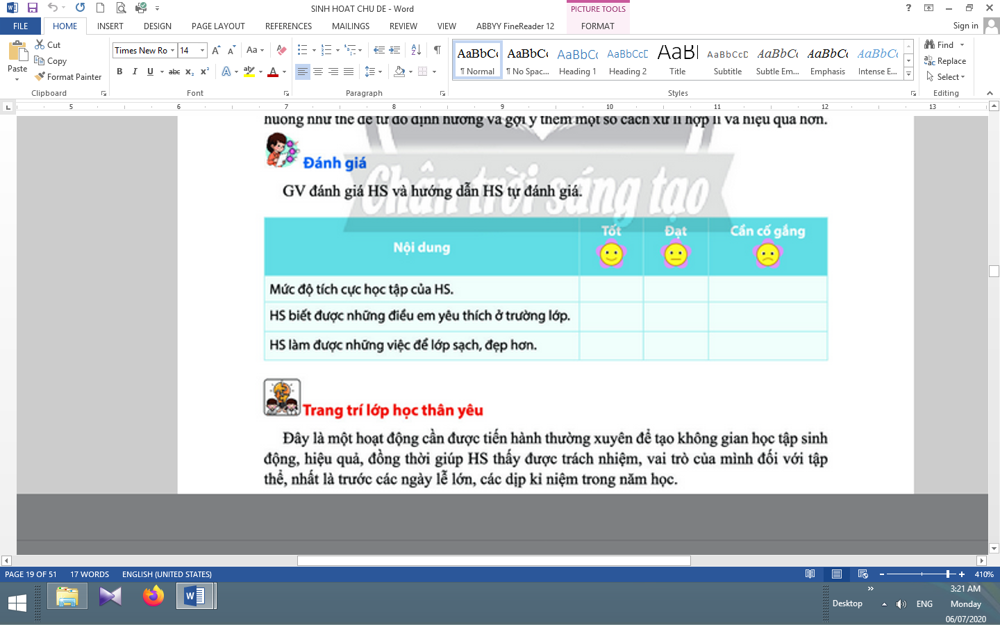 SINH HOAT CHU DE - Word
PICTURE TOOLS
FILE HOME INSERT DESIGN PAGE LAYOUT REFERENCES MAILINGS REVIEW VIEW ABBYY FineReader 12 FORMAT
Sign in
Paste
Cut
Copy
Format Painter
Clipboard
Times New Ro 14
Font
Paragraph
AaBbCc AaBbCc AaBbCc AaBbCcD AaBl AaBbCcD AaBbCc AaBbCc AaBbCc
¶ Normal ¶ No Spac... Heading 1 Heading 2 Title Subtitle Subtle Em... Emphasis Intense E...
Styles
Find
Replace
Select
Editing
5 6 7 8 9 10 11 12 13
huống như thế để từ đó định hướng và gợi ý thêm một số cách xử lí hợp lí và hiệu quả hơn.
Đánh giá
Chân trời sáng tạo
GV đánh giá HS và hướng dẫn HS tự đánh giá.
Nội dung Tốt Đạt Cần cố gắng
Mức độ tích cực học tập của HS.
HS biết được những điều em yêu thích ở trường lớp.
HS làm được những việc để lớp sạch, đẹp hơn.
Trang trí lớp học thân yêu
Đây là một hoạt động cần được tiến hành thường xuyên để tạo không gian học tập sinh
động, hiệu quả, đồng thời giúp HS thấy được trách nhiệm, vai trò của mình đối với tập
thể, nhất là trước các ngày lễ lớn, các dịp kỉ niệm trong năm học.
PAGE 19 OF 51 17 WORDS ENGLISH (UNITED STATES) 410%
Desktop
ENG
3:21 AM
Monday
06/07/2020